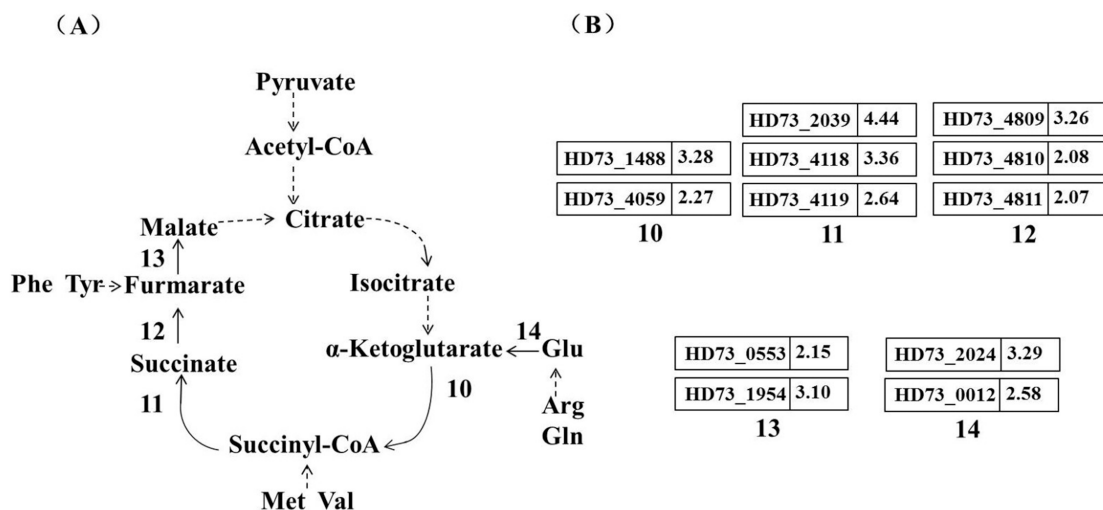 (A)
Pyruvate
Acetyl-CoA
Malate
Citrate
13
Phe Tyr
Furmarate
Isocitrate
12
α-Ketoglutarate
14
Glu
Succinate
11
10
Arg
Gln
Succinyl-CoA
Met Val
(B)
HD73_1488 3.28
HD73_4059 2.27
10
HD73_2039 4.44
HD73_4118 3.36
HD73_4119 2.64
11
HD73_4809 3.26
HD73_4810 2.08
HD73_4811 2.07
12
HD73_0553 2.15
HD73_1954 3.10
13
HD73_2024 3.29
HD73_0012 2.58
14